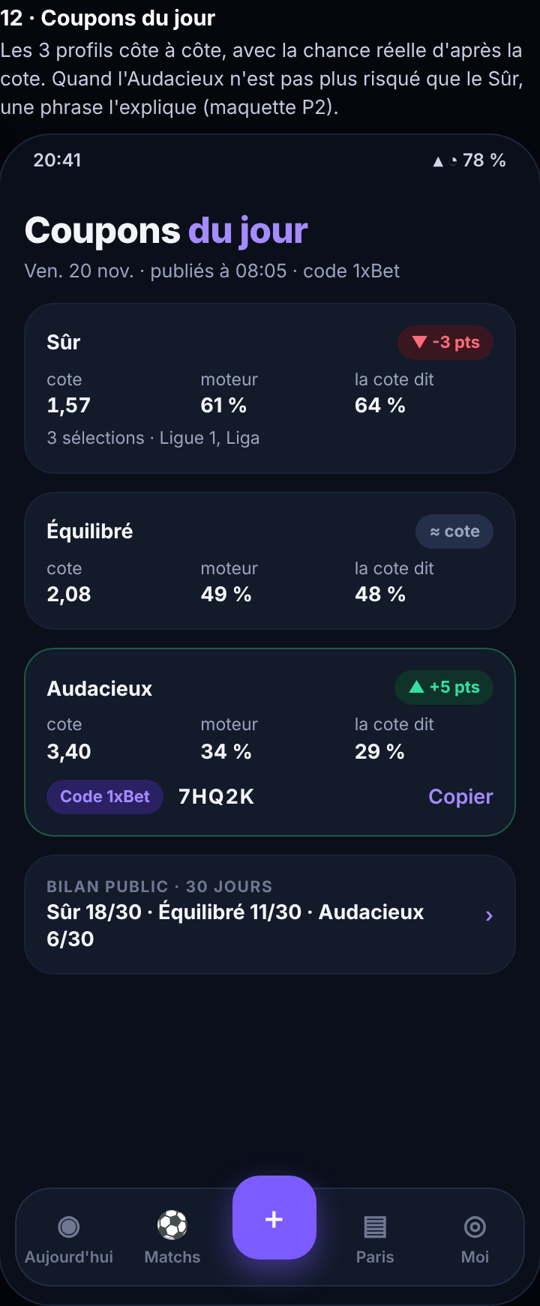 12 · Coupons du jour
Les 3 profils côte à côte, avec la chance réelle d'après la
cote. Quand l'Audacieux n'est pas plus risqué que le Sûr,
une phrase l'explique (maquette P2).
20:41 ▲ 78 %
Coupons du jour
Ven. 20 nov. · publiés à 08:05 · code 1xBet
Sûr ▼ -3 pts
cote moteur la cote dit
1,57 61 % 64 %
3 sélections · Ligue 1, Liga
Équilibré ≈ cote
cote moteur la cote dit
2,08 49 % 48 %
Audacieux ▲ +5 pts
cote moteur la cote dit
3,40 34 % 29 %
Code 1xBet 7HQ2K Copier
BILAN PUBLIC · 30 JOURS
Sûr 18/30 · Équilibré 11/30 · Audacieux ›
6/30
+
Aujourd'hui Matchs Paris Moi